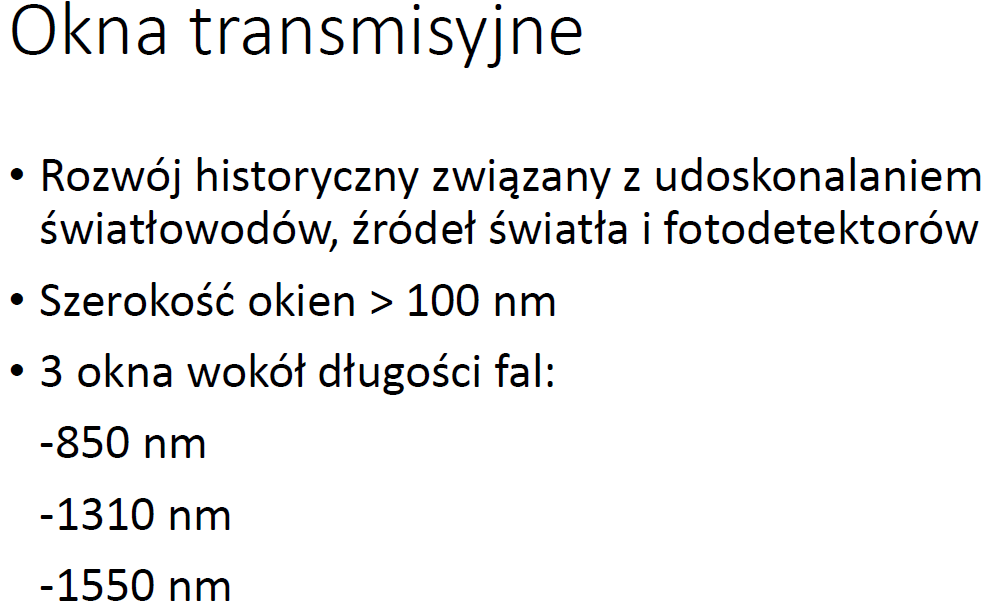 Okna transmisyjne
• Rozwój historyczny związany z udoskonalaniem
światłowodów, źródeł światła i fotodetektorów
• Szerokość okien > 100 nm
• 3 okna wokół długości fal:
-850 nm
-1310 nm
-1550 nm